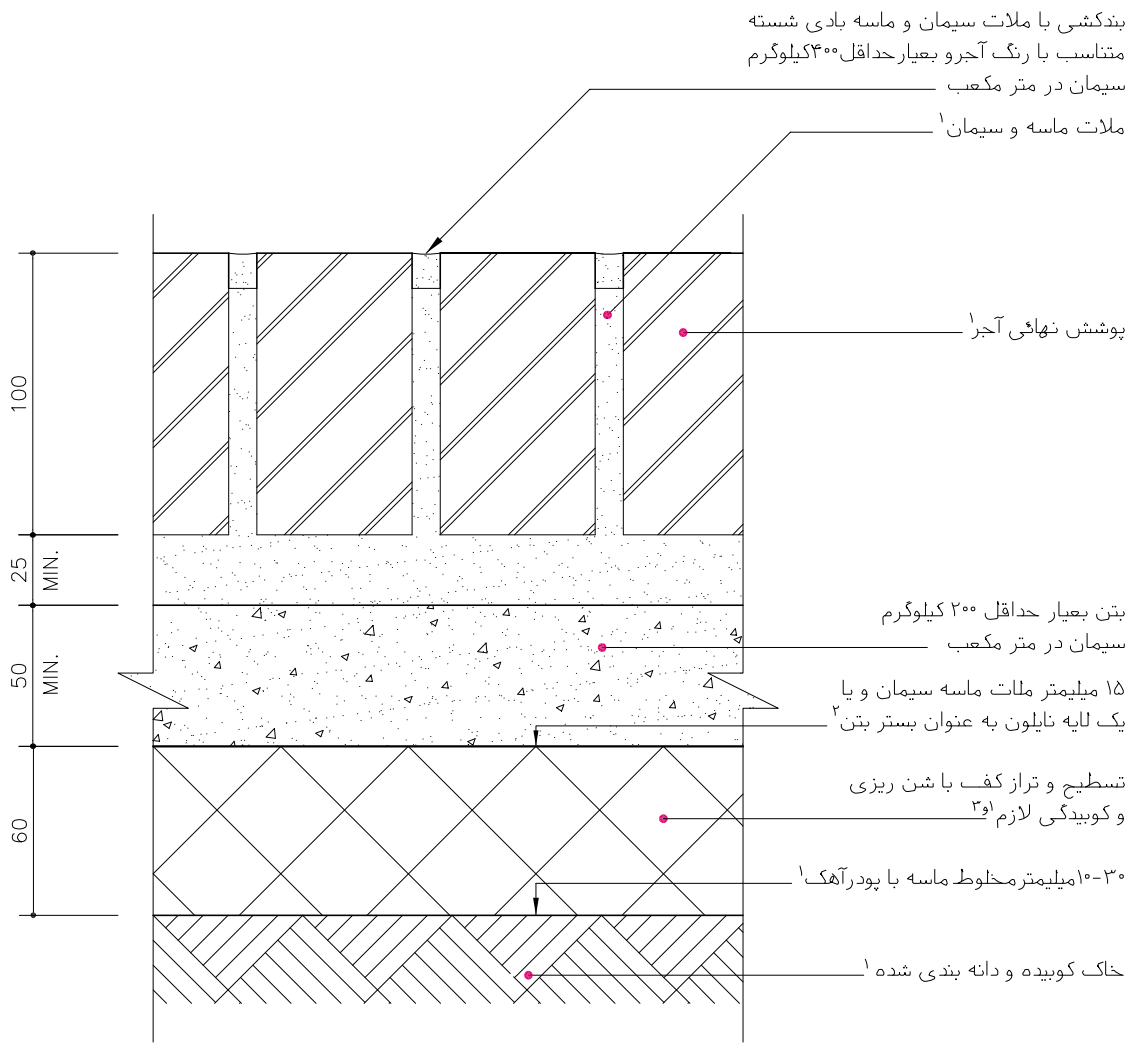 بندکشی با ملات سیمان و ماسه بادی شسته
متناسب با رنگ آجرو بعیارحداقل۴۰۰کیلوگرم
سیمان در متر مکعب
ملات ماسه و سیمان۱
پوشش نهائی آجر۱
100
25
MIN.
50
MIN.
60
بتن بعیار حداقل ۲۰۰ کیلوگرم
سیمان در متر مکعب
۱۵ میلیمتر ملات ماسه سیمان و یا
یک لایه نایلون به عنوان بستر بتن۲
تسطیح و تراز کف با شن ریزی
و کوبیدگی لازم ۱و۳
۱۰-۳۰میلیمترمخلوط ماسه با پودرآهک۱
خاک کوبیده و دانه بندی شده ۱